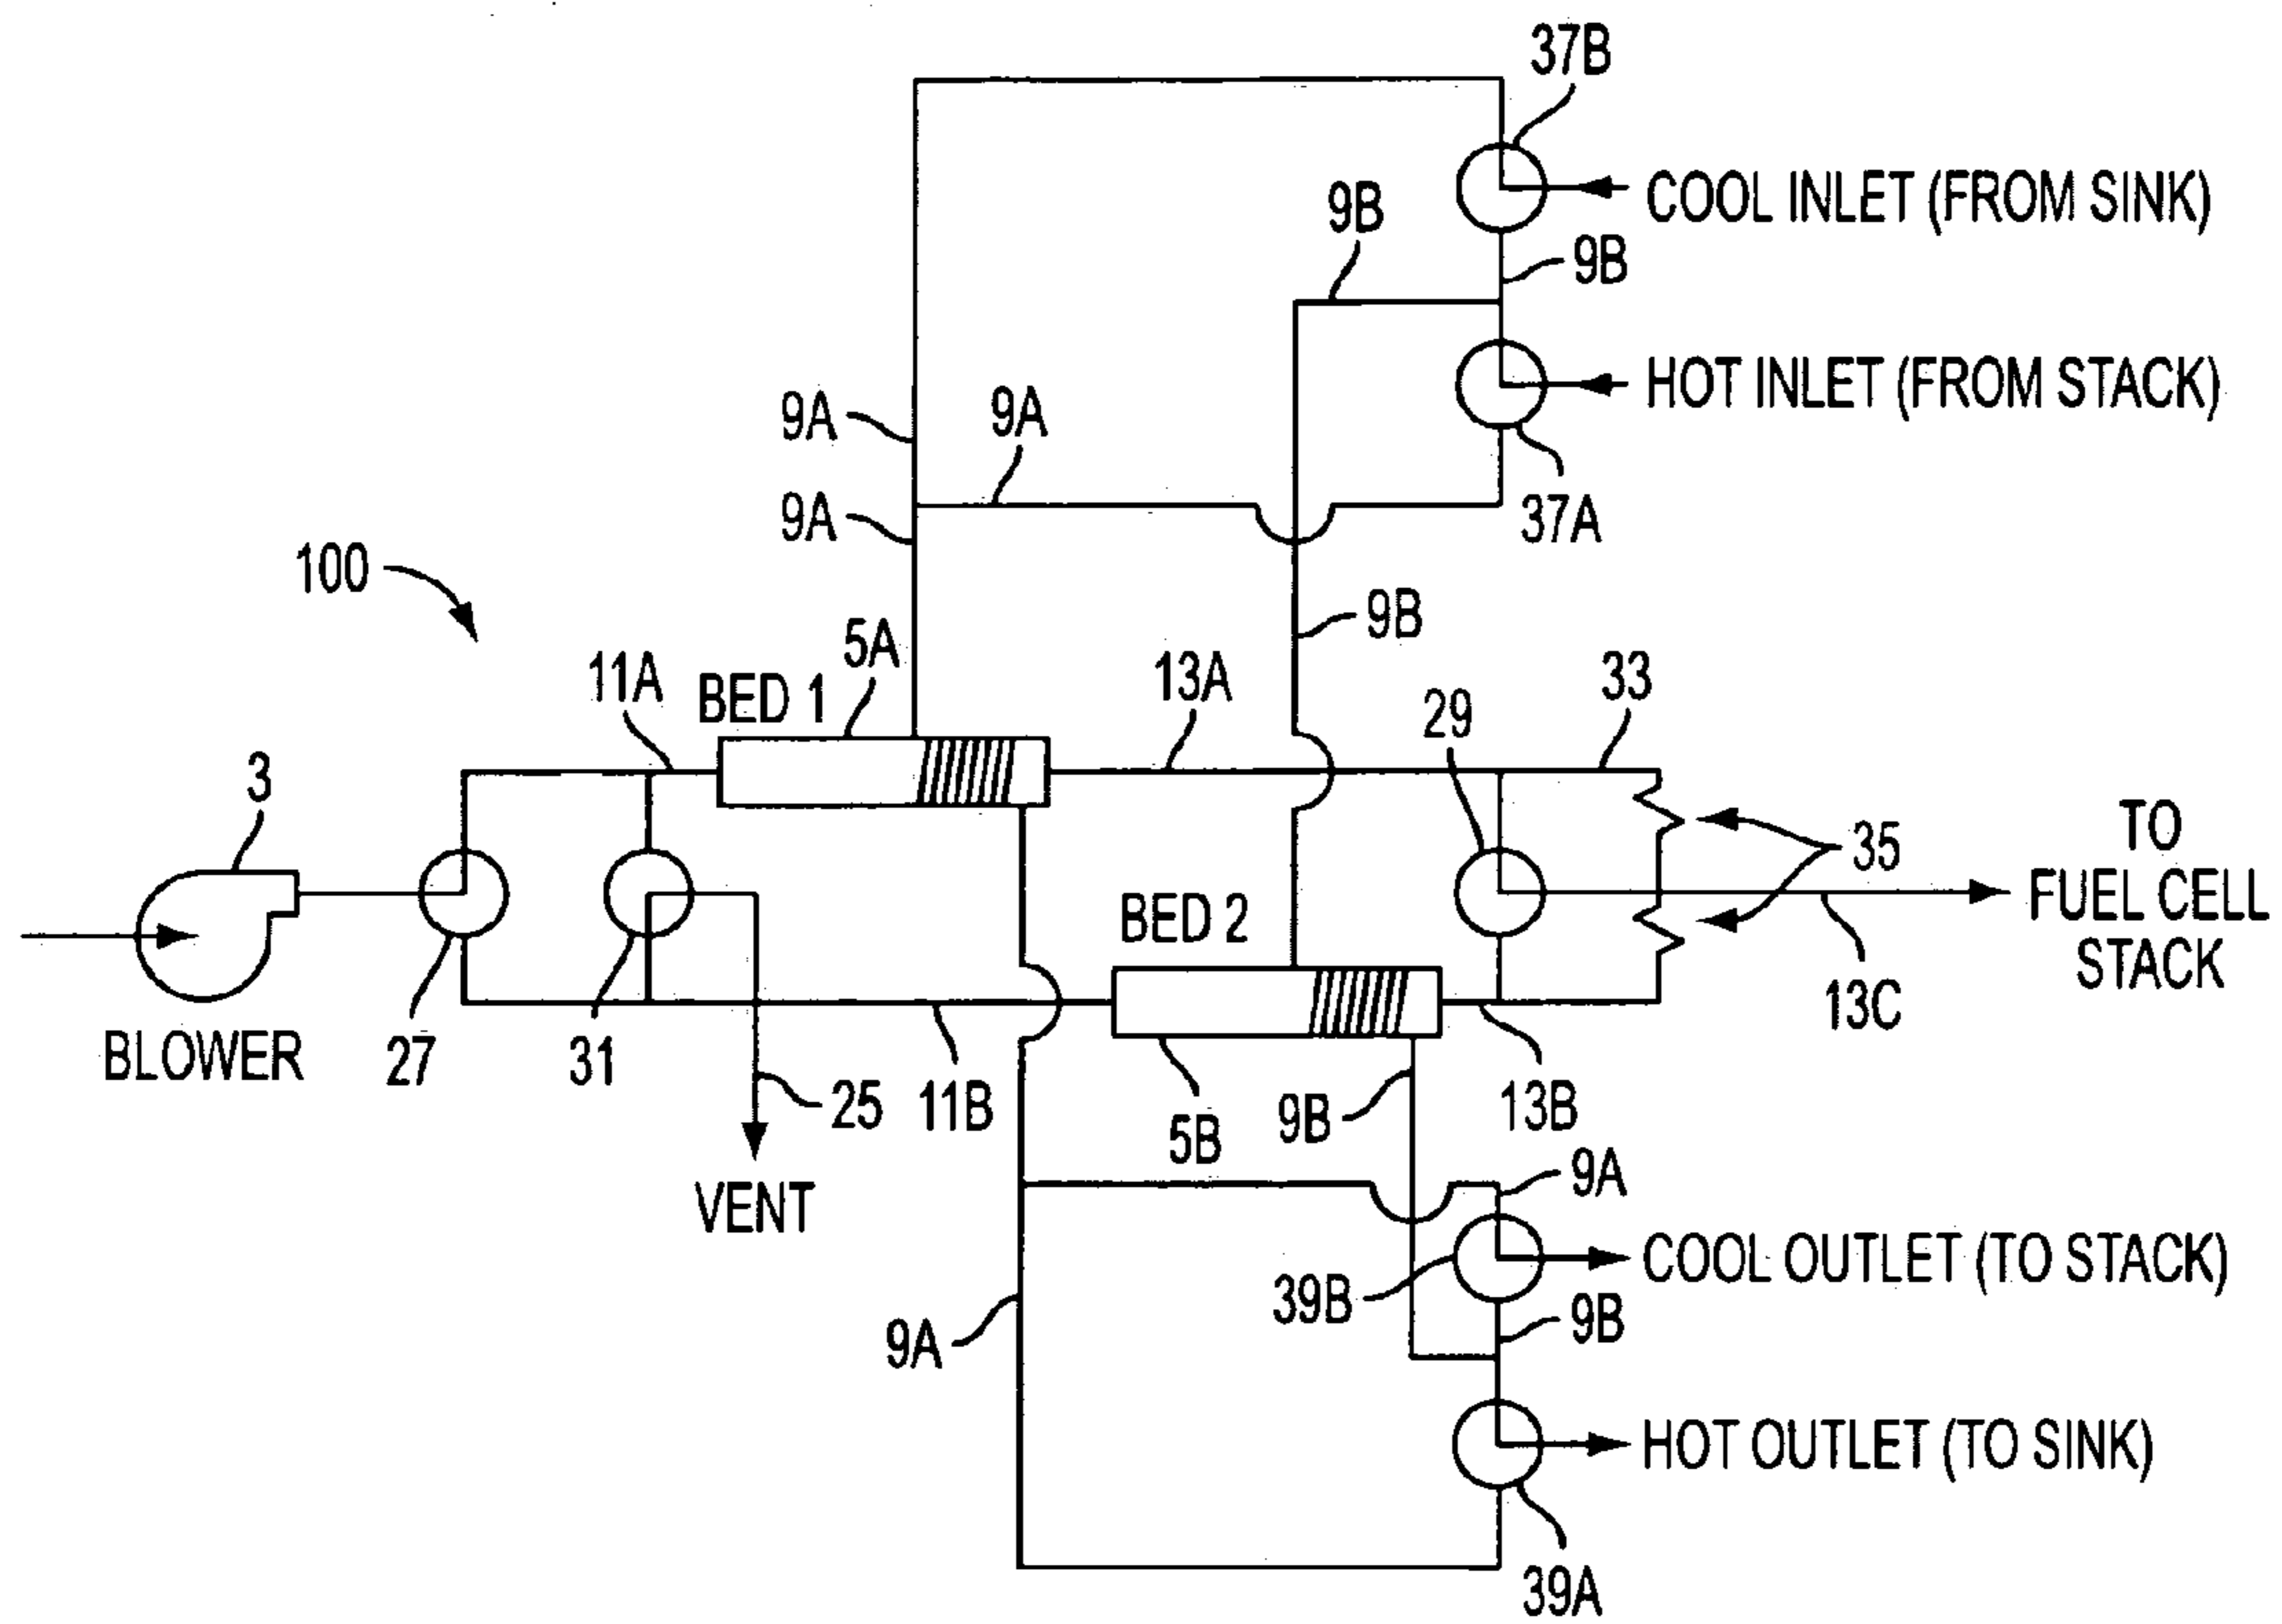 37B
COOL INLET (FROM SINK)
9B
9B
HOT INLET (FROM STACK)
9A
9A
9A
37A
100
9B
5A
13A
33
11A
BED 1
29
3
TO
FUEL CELL
STACK
35
BED 2
13C
BLOWER
27
31
25
11B
5B
9B
13B
VENT
9A
COOL OUTLET (TO STACK)
39B
9B
9A
HOT OUTLET (TO SINK)
39A